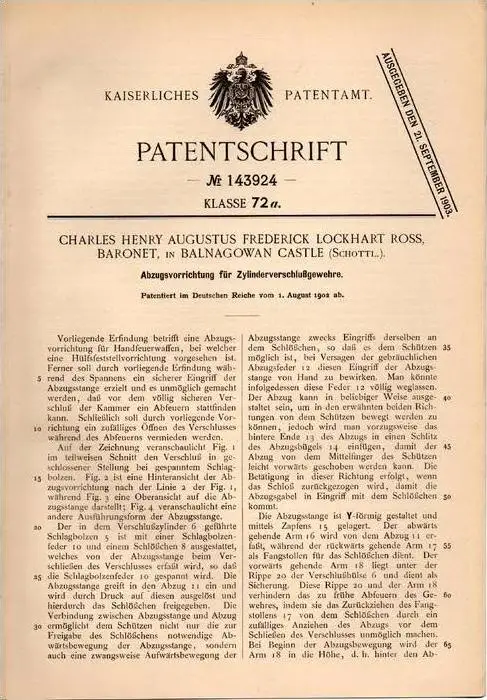 KAISERLICHES PATENTAMT.
AUSGEGEBEN DEN 21. SEPTEMBER 1903.
PATENTSCHRIFT
— № 143924 —
KLASSE 72a.
CHARLES HENRY AUGUSTUS FREDERICK LOCKHART ROSS,
BARONET, IN BALNAGOWAN CASTLE (SCHOTTL.).
Abzugsvorrichtung für Zylinderverschlußgewehre.
Patentiert im Deutschen Reiche vom 1. August 1902 ab.
Vorliegende Erfindung betrifft eine Abzugs-
vorrichtung für Handfeuerwaffen, bei welcher
eine Hülfsfeststellvorrichtung vorgesehen ist.
Ferner soll durch vorliegende Erfindung wäh-
5 rend des Spannens ein sicherer Eingriff der
Abzugsstange erzielt und es unmöglich gemacht
werden, daß vor dem völlig sicheren Ver-
schluß der Kammer ein Abfeuern stattfinden
kann. Schließlich soll durch vorliegende Vor-
10 richtung ein zufälliges Öffnen des Verschlusses
während des Abfeuerns vermieden werden.
Auf der Zeichnung veranschaulicht Fig. 1
im teilweisen Schnitt den Verschluß in ge-
schlossener Stellung bei gespanntem Schlag-
15 bolzen. Fig. 2 ist eine Hinteransicht der Ab-
zugsvorrichtung nach Linie 2 der Fig. 1,
während Fig. 3 eine Oberansicht auf die Ab-
zugsstange darstellt; Fig. 4 veranschaulicht eine
andere Ausführungsform der Abzugsstange.
20 Der in dem Verschlußzylinder 6 geführte
Schlagbolzen 5 ist mit einer Schlagbolzen-
feder 10 und einem Schlößchen 8 ausgestattet,
welches von der Abzugsstange beim Ver-
schließen des Verschlusses erfaßt wird, so daß
25 die Schlagbolzenfeder 10 gespannt wird. Die
Abzugsstange greift in den Abzug 11 ein und
wird durch Druck auf diesen ausgelöst und
hierdurch das Schlößchen freigegeben. Die
Verbindung zwischen Abzugsstange und Abzug
30 ermöglicht dem Schützen nicht nur die zur
Freigabe des Schlößchens notwendige Ab-
wärtsbewegung der Abzugsstange, sondern
auch eine zwangsweise Aufwärtsbewegung der
Abzugsstange zwecks Eingriffs derselben an
dem Schlößchen, so daß es dem Schützen 35
möglich ist, bei Versagen der gebräuchlichen
Abzugsfeder 12 diesen Eingriff der Abzugs-
stange von Hand zu bewirken. Man könnte
infolgedessen diese Feder 12 völlig weglassen.
Der Abzug kann in beliebiger Weise ausge- 40
staltet sein, um in den erwähnten beiden Rich-
tungen von dem Schützen bewegt werden zu
können, jedoch wird man vorzugsweise das
hintere Ende 13 des Abzugs in einen Schlitz
des Abzugsbügels 14 einfügen, damit der 45
Abzug von dem Mittelfinger des Schützen
leicht vorwärts geschoben werden kann. Die
Betätigung in dieser Richtung erfolgt, wenn
das Schloß zurückgezogen wird, damit die
Abzugsgabel in Eingriff mit dem Schlößchen 50
kommt.
Die Abzugsstange ist Y-förmig gestaltet und
mittels Zapfens 15 gelagert. Der abwärts
gehende Arm 16 wird von dem Abzug 11 er-
faßt, während der rückwärts gehende Arm 17 55
als Fangstollen für das Schlößchen dient. Der
vorwärts gehende Arm 18 liegt unter der
Rippe 20 der Verschlußhülse 6 und dient als
Sicherung. Diese Rippe 20 und der Arm 18
verhindern das zu frühe Abfeuern des Ge- 60
wehres, indem sie das Zurückziehen des Fang-
stollens 17 von dem Schlößchen durch ein
zufälliges Anziehen des Abzugs vor dem
Schließen des Verschlusses unmöglich machen.
Bei Beginn der Abzugsbewegung wird der 65
Arm 18 in die Höhe, d. h. hinter den Ab-